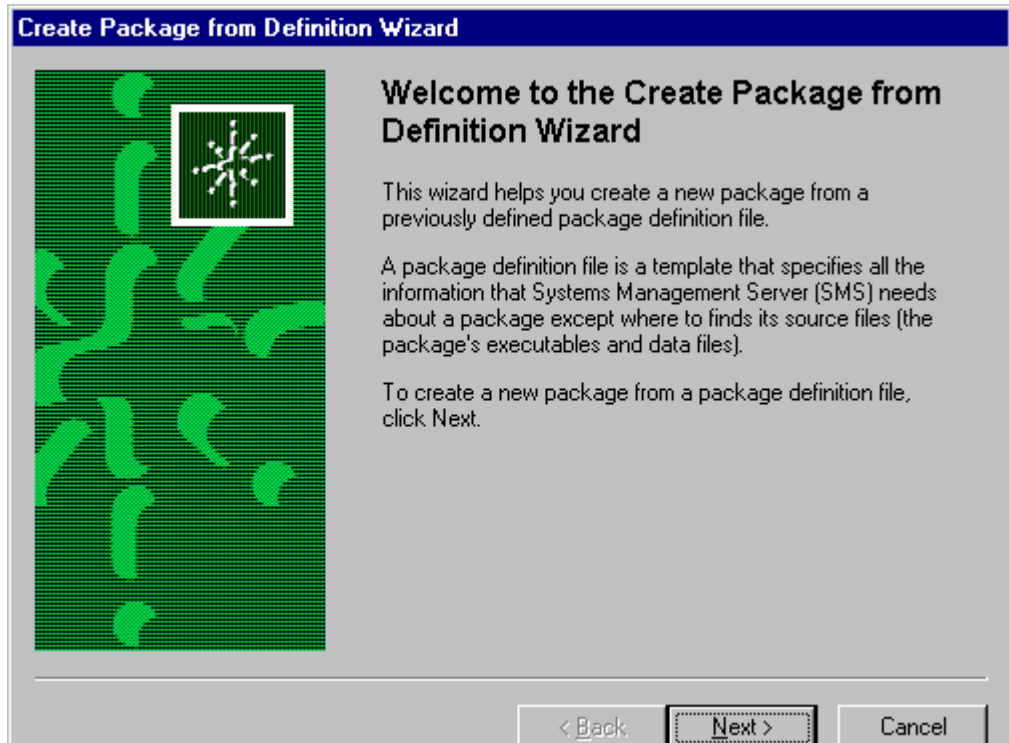 Create Package from Definition Wizard
Welcome to the Create Package from
Definition Wizard
This wizard helps you create a new package from a
previously defined package definition file.
A package definition file is a template that specifies all the
information that Systems Management Server (SMS) needs
about a package except where to finds its source files (the
package's executables and data files).
To create a new package from a package definition file,
click Next.
< Back Next > Cancel